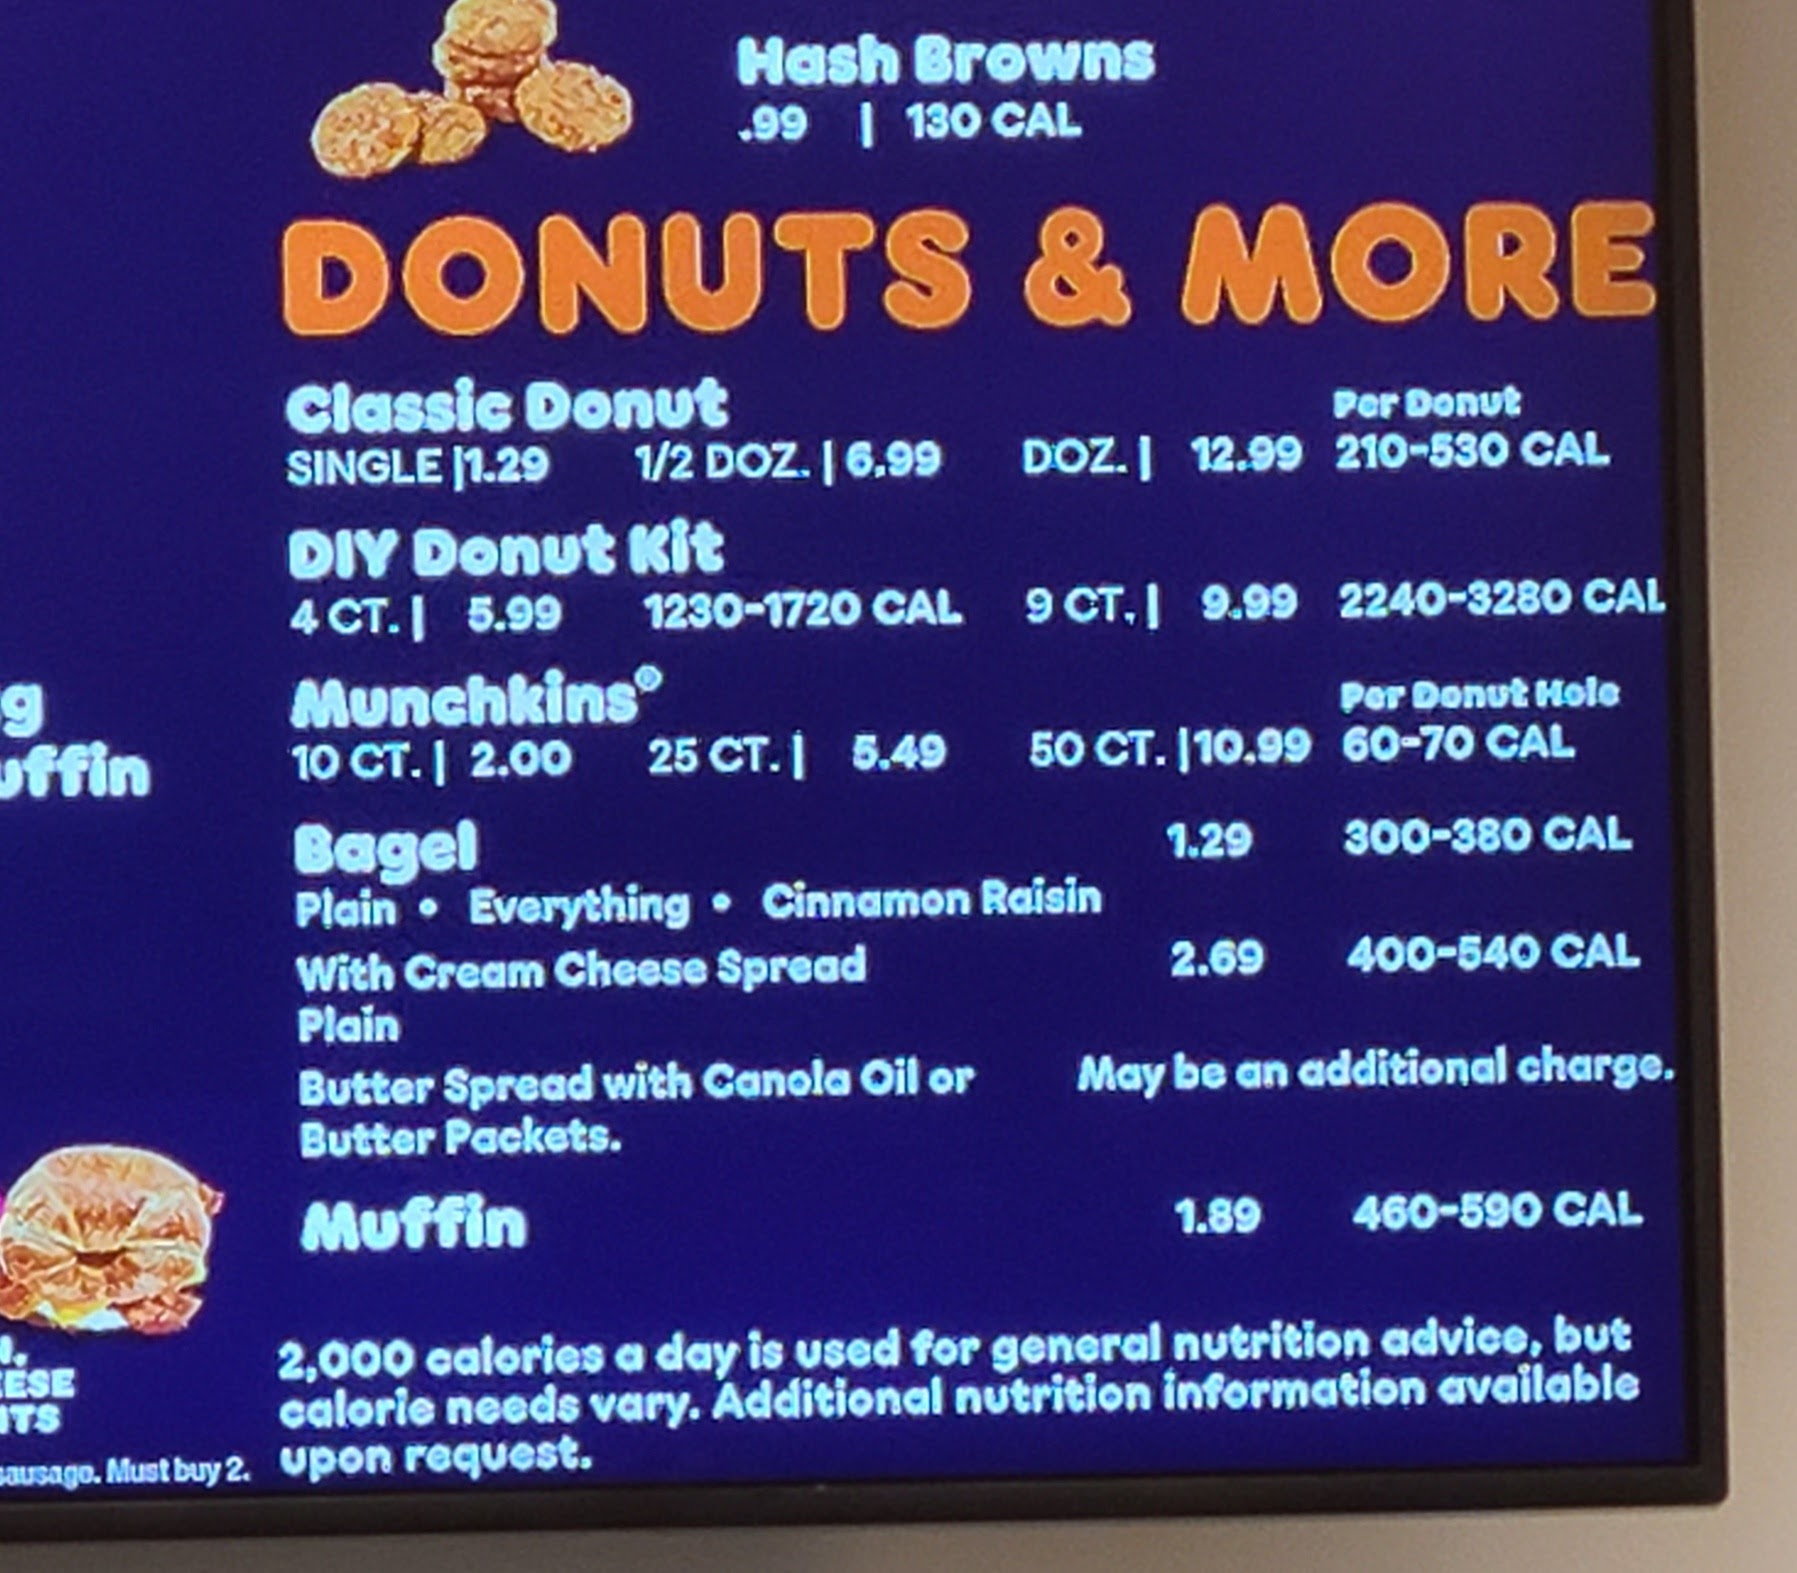 Hash Browns
.99 | 130 CAL
DONUTS & MORE
Classic Donut
Per Donut
SINGLE |1.29 1/2 DOZ. | 6.99 DOZ. | 12.99 210-530 CAL
DIY Donut Kit
4 CT. | 5.99 1230-1720 CAL 9 CT. | 9.99 2240-3280 CAL
Munchkins®
Per Donut Hole
10 CT. | 2.00 25 CT. | 5.49 50 CT. |10.99 60-70 CAL
g
uffin
Bagel 1.29 300-380 CAL
Plain • Everything • Cinnamon Raisin
With Cream Cheese Spread 2.69 400-540 CAL
Plain
Butter Spread with Canola Oil or May be an additional charge.
Butter Packets.
Muffin 1.89 460-590 CAL
2,000 calories a day is used for general nutrition advice, but
calorie needs vary. Additional nutrition information available
upon request.
EESE
ITS
sausage. Must buy 2.